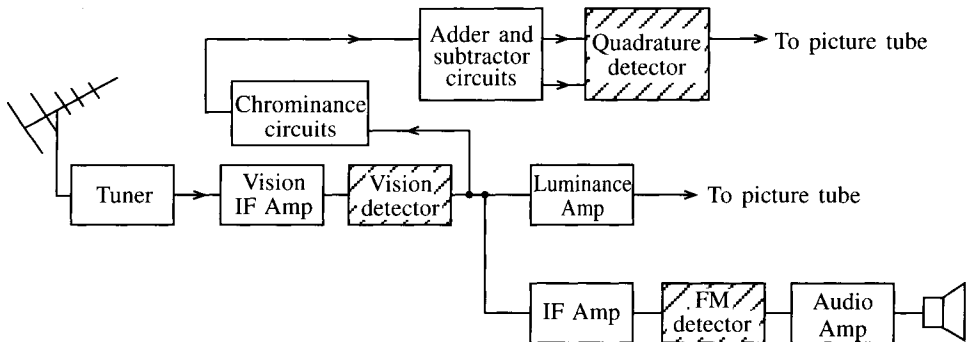 Adder and
subtractor
circuits
Quadrature
detector
To picture tube
Chrominance
circuits
Tuner
Vision
IF Amp
Vision
detector
Luminance
Amp
To picture tube
IF Amp
FM
detector
Audio
Amp